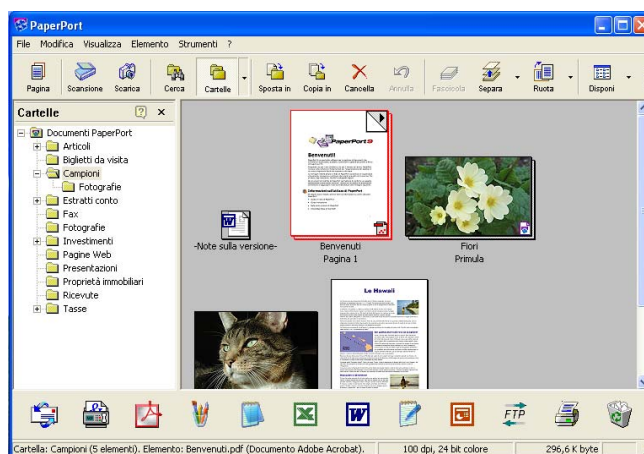 PaperPort
File Modifica Visualizza Elemento Strumenti ?
Pagina Scansione Scarica Cerca Cartelle Sposta in Copia in Cancella Annulla Fascicola Separa Ruota Disponi
Cartelle
Documenti PaperPort
Articoli
Biglietti da visita
Campioni
Fotografie
Estratti conto
Fax
Fotografie
Investimenti
Pagine Web
Presentazioni
Proprietà immobiliari
Ricevute
Tasse
PaperPort 9
Benvenuti!
-Note sulla versione-
Benvenuti
Pagina 1
Fiori
Primula
Le Hawaii
FTP
Cartella: Campioni (5 elementi). Elemento: Benvenuti.pdf (Documento Adobe Acrobat).
100 dpi, 24 bit colore
296,6 K byte